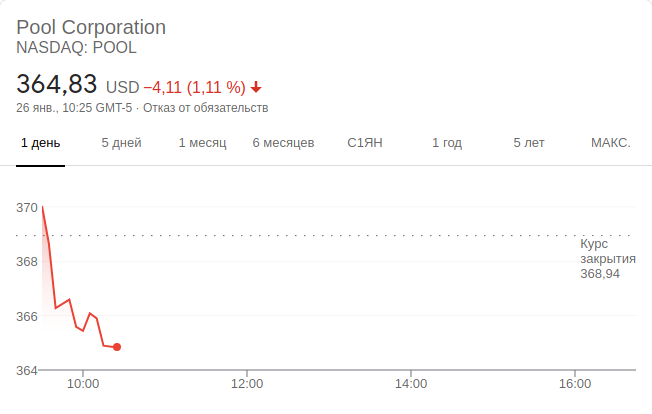 Pool Corporation
NASDAQ: POOL
364,83 USD −4,11 (1,11 %)
26 янв., 10:25 GMT-5 · Отказ от обязательств
1 день 5 дней 1 месяц 6 месяцев С1ЯН 1 год 5 лет МАКС.
370
Курс
закрытия
368,94
368
366
364
10:00 12:00 14:00 16:00